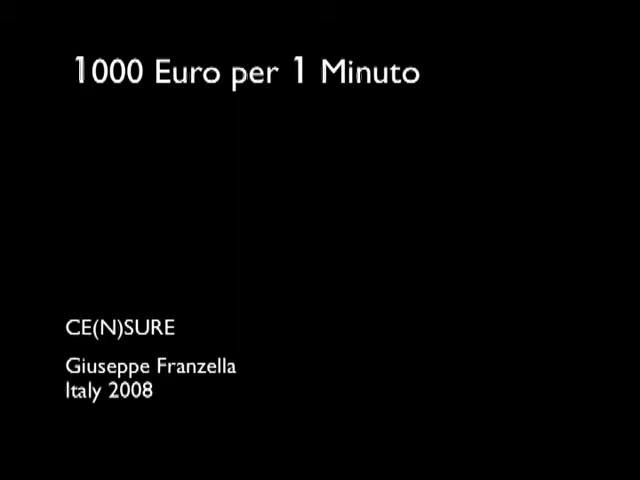 1000 Euro per 1 Minuto
CE(N)SURE
Giuseppe Franzella
Italy 2008